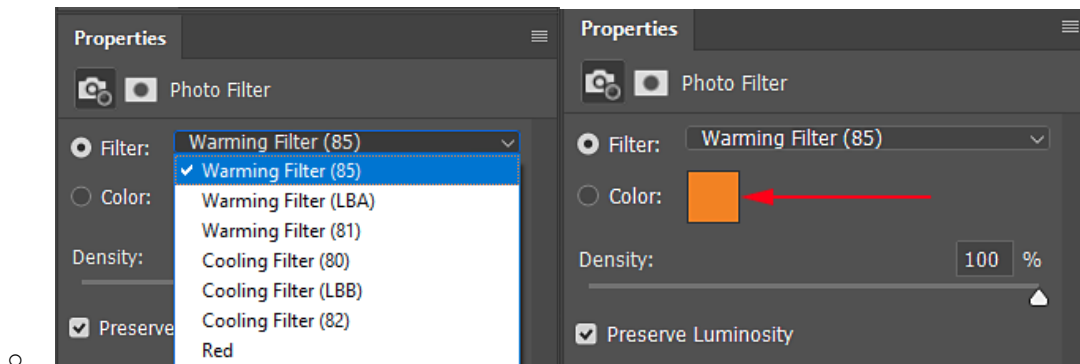 Properties
Photo Filter
Filter: Warming Filter (85)
Warming Filter (85)
Color:
Warming Filter (LBA)
Warming Filter (81)
Density:
Cooling Filter (80)
Cooling Filter (LBB)
Preserve
Cooling Filter (82)
Red
Properties
Photo Filter
Filter: Warming Filter (85)
Color:
Density: 100 %
Preserve Luminosity